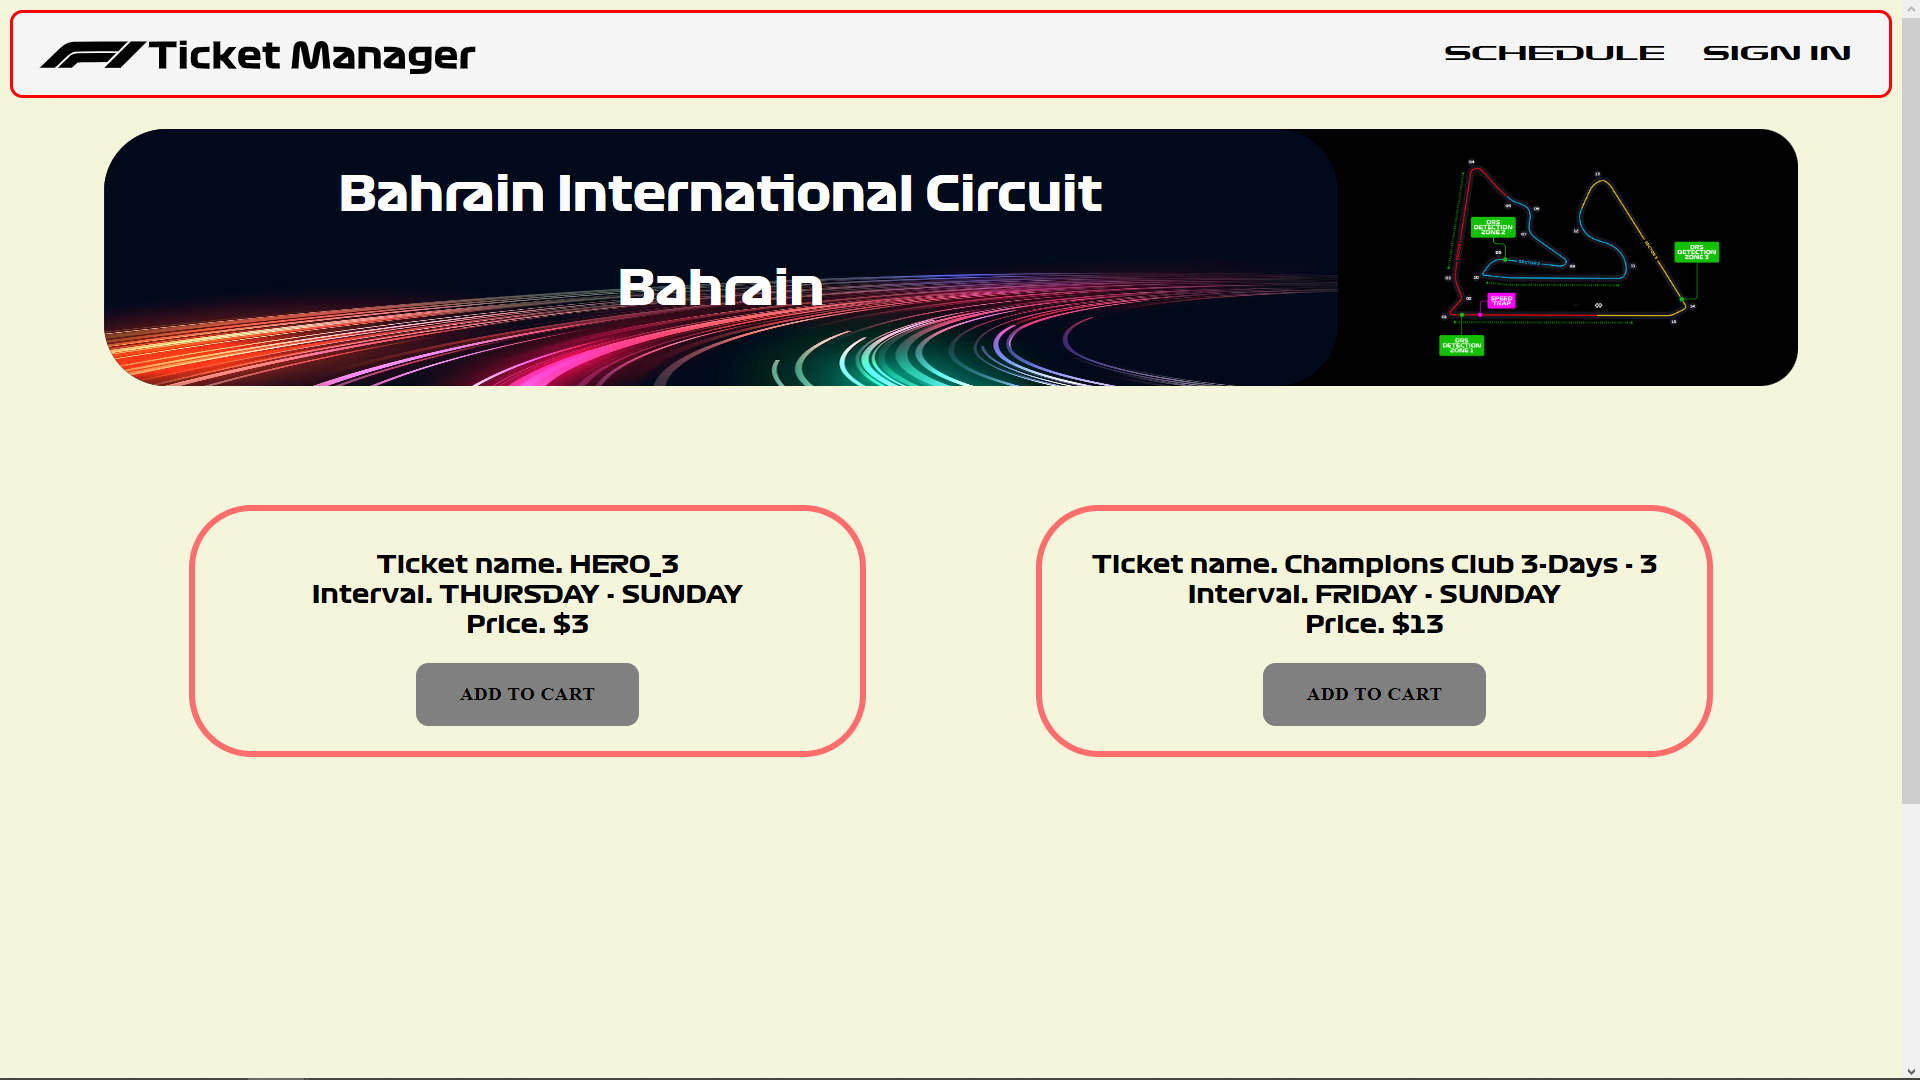 F1 Ticket Manager
SCHEDULE
SIGN IN
Bahrain International Circuit
Bahrain
DRS
DETECTION
ZONE 2
DRS
DETECTION
ZONE 3
SPEED
TRAP
DRS
DETECTION
ZONE 1
Ticket name. HERO_3
Interval. THURSDAY - SUNDAY
Price. $3
ADD TO CART
Ticket name. Champions Club 3-Days - 3
Interval. FRIDAY - SUNDAY
Price. $13
ADD TO CART